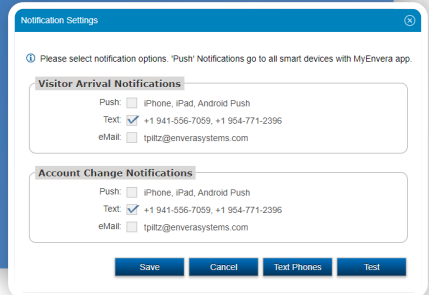 Notification Settings
Please select notification options. 'Push' Notifications go to all smart devices with MyEnvera app.
Visitor Arrival Notifications
Push: iPhone, iPad, Android Push
Text: +1 941-556-7059, +1 954-771-2396
eMail: tpiltz@enverasystems.com
Account Change Notifications
Push: iPhone, iPad, Android Push
Text: +1 941-556-7059, +1 954-771-2396
eMail: tpiltz@enverasystems.com
Save Cancel Text Phones Test